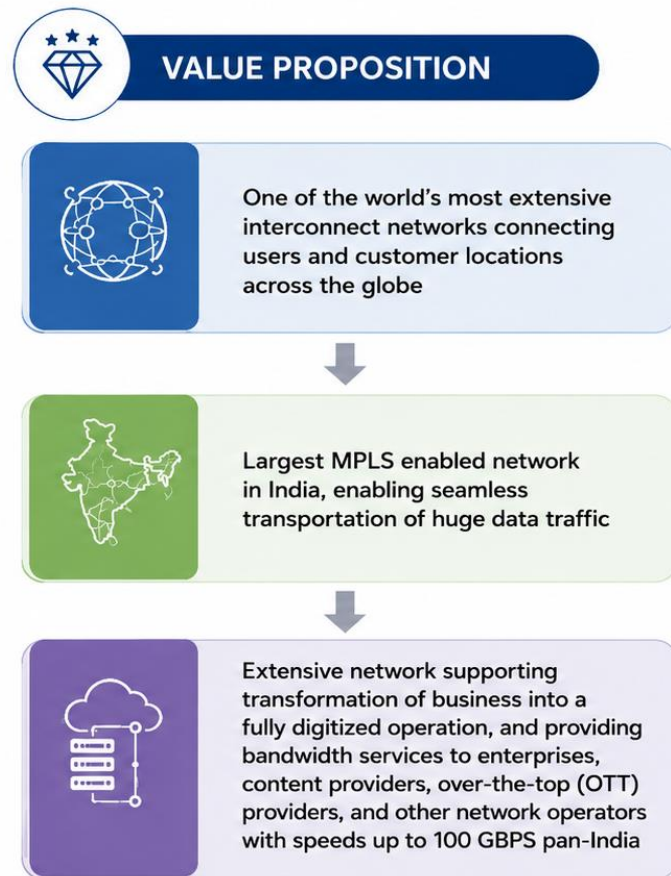 VALUE PROPOSITION
One of the world's most extensive
interconnect networks connecting
users and customer locations
across the globe
Largest MPLS enabled network
in India, enabling seamless
transportation of huge data traffic
Extensive network supporting
transformation of business into a
fully digitized operation, and providing
bandwidth services to enterprises,
content providers, over-the-top (OTT)
providers, and other network operators
with speeds up to 100 GBPS pan-India